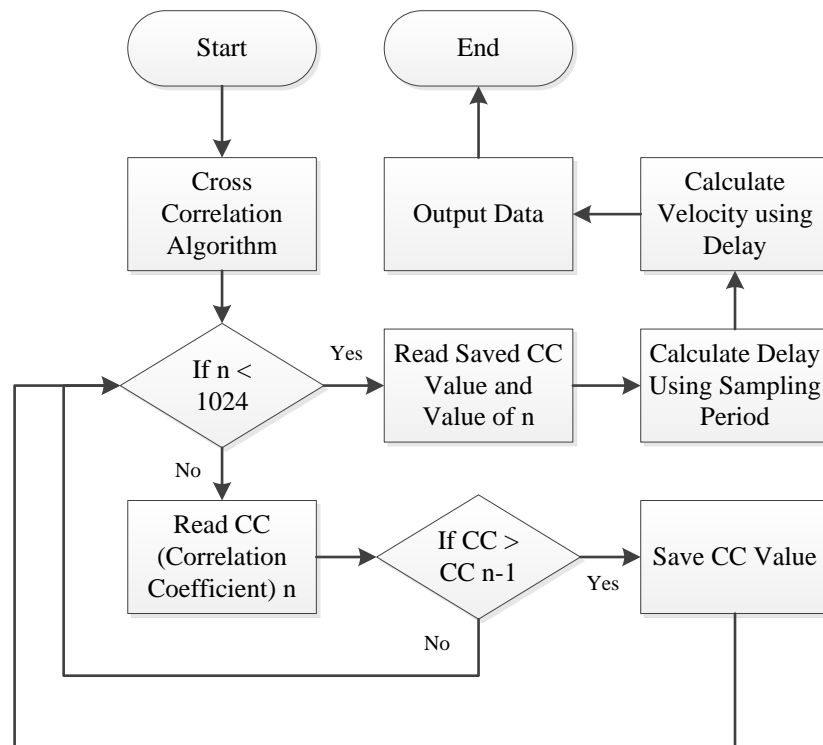 Start
End
Cross
Correlation
Algorithm
Output Data
Calculate
Velocity using
Delay
If n <
1024
Yes
Read Saved CC
Value and
Value of n
Calculate Delay
Using Sampling
Period
No
Read CC
(Correlation
Coefficient) n
If CC >
CC n-1
Yes
Save CC Value
No